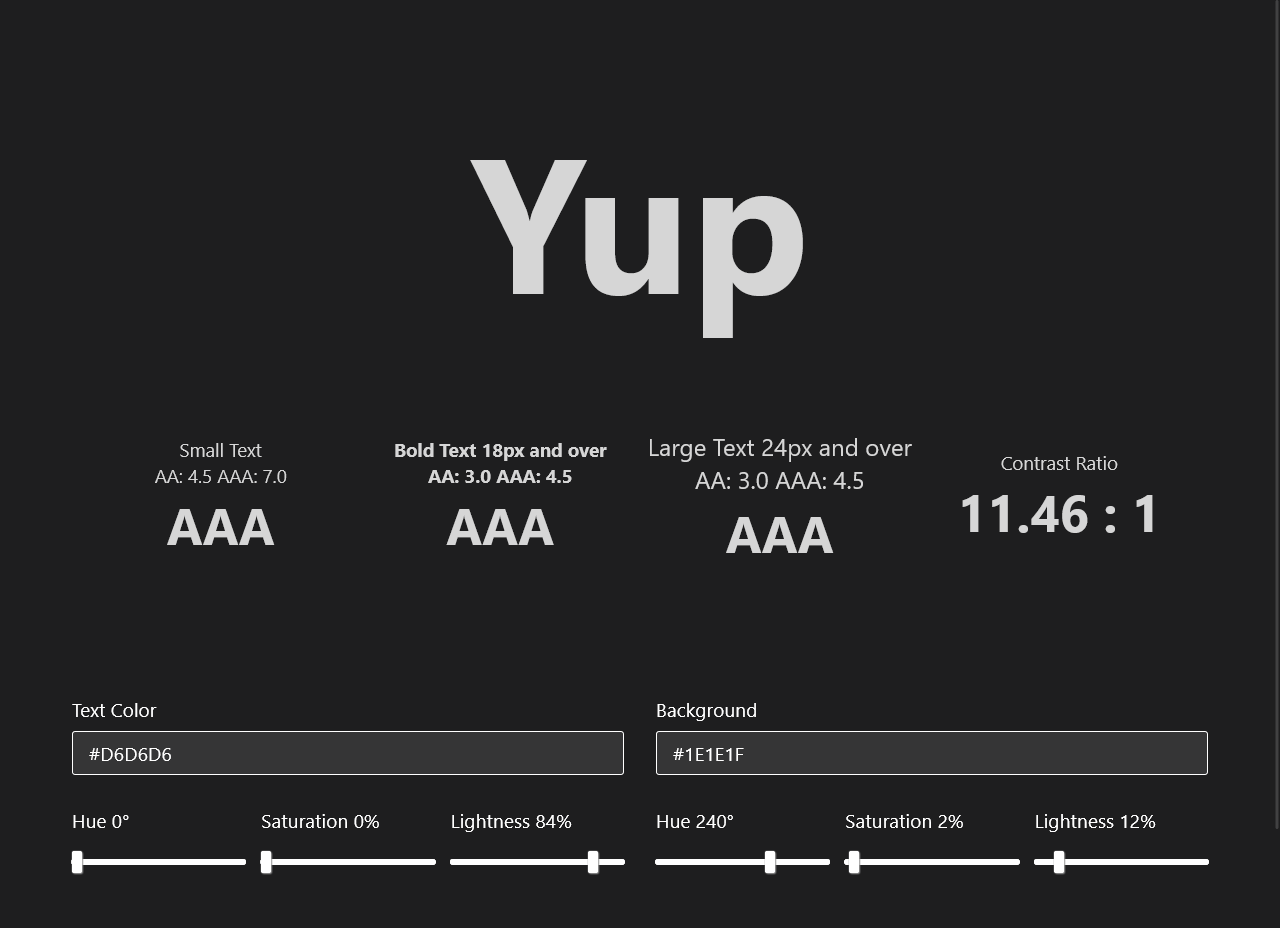 Yup
Small Text
AA: 4.5 AAA: 7.0
AAA
Bold Text 18px and over
AA: 3.0 AAA: 4.5
AAA
Large Text 24px and over
AA: 3.0 AAA: 4.5
AAA
Contrast Ratio
11.46 : 1
Text Color
#D6D6D6
Hue 0°
Saturation 0%
Lightness 84%
Background
#1E1E1F
Hue 240°
Saturation 2%
Lightness 12%